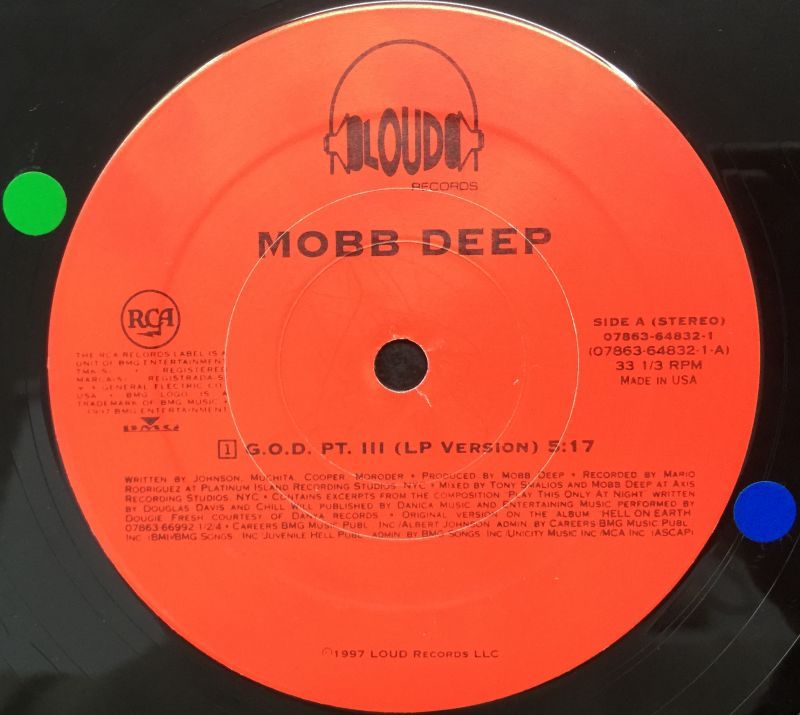 LOUD
RECORDS
MOBB DEEP
RCA
THE RCA RECORDS LABEL IS A
UNIT OF BMG ENTERTAINMENT
TMK(S) • REGISTERED
MARCA(S) REGISTRADA(S)
• GENERAL ELECTRIC CO.
USA • BMG LOGO IS A
TRADEMARK OF BMG MUSIC •
1997 BMG ENTERTAINMENT
BMG
SIDE A (STEREO)
07863-64832-1
(07863-64832-1-A)
33 1/3 RPM
MADE IN USA
1 G.O.D. PT. III (LP VERSION) 5:17
WRITTEN BY JOHNSON, MUCHITA, COOPER, MORODER • PRODUCED BY MOBB DEEP • RECORDED BY MARIO
RODRIGUEZ AT PLATINUM ISLAND RECORDING STUDIOS, NYC • MIXED BY TONY SMALIOS AND MOBB DEEP AT AXIS
RECORDING STUDIOS, NYC • CONTAINS EXCERPTS FROM THE COMPOSITION PLAY THIS ONLY AT NIGHT WRITTEN
BY DOUGLAS DAVIS AND CHILL WILL PUBLISHED BY DANICA MUSIC AND ENTERTAINING MUSIC PERFORMED BY
DOUGIE FRESH COURTESY OF DANYA RECORDS • ORIGINAL VERSION ON THE ALBUM HELL ON EARTH
07863-66992-1/2/4 • CAREERS BMG MUSIC PUBL. INC./ALBERT JOHNSON ADMIN. BY CAREERS BMG MUSIC PUBL.
INC (BMI)/BMG SONGS, INC/JUVENILE HELL PUBL. ADMIN. BY BMG SONGS, INC/UNICITY MUSIC INC/MCA INC. (ASCAP)
℗1997 LOUD RECORDS LLC